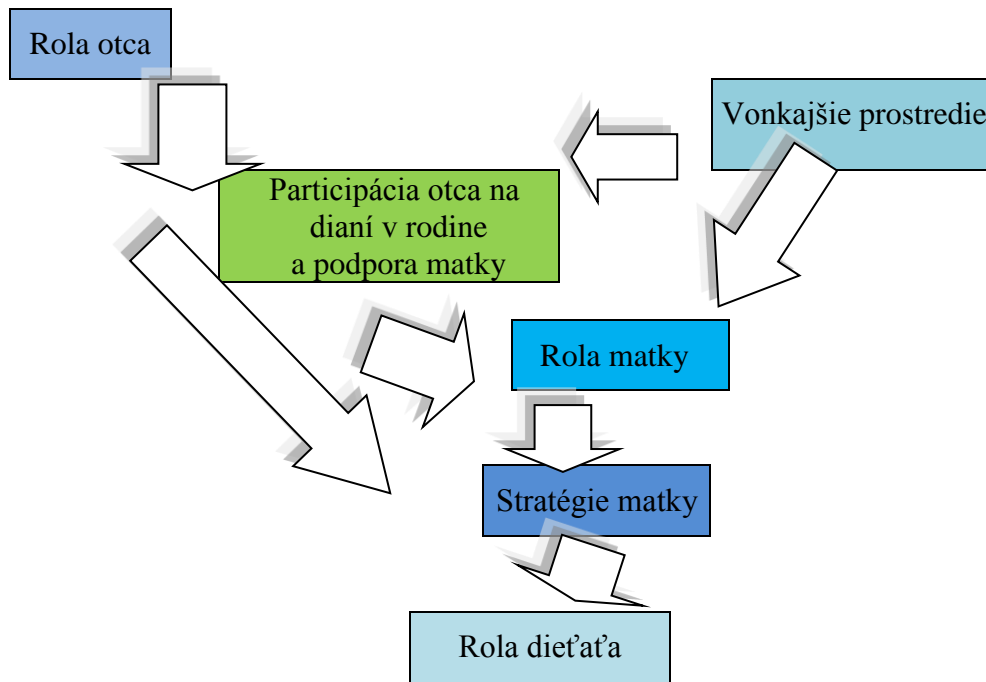 Rola otca
Vonkajšie prostredie
Participácia otca na
dianí v rodine
a podpora matky
Rola matky
Stratégie matky
Rola dieťaťa